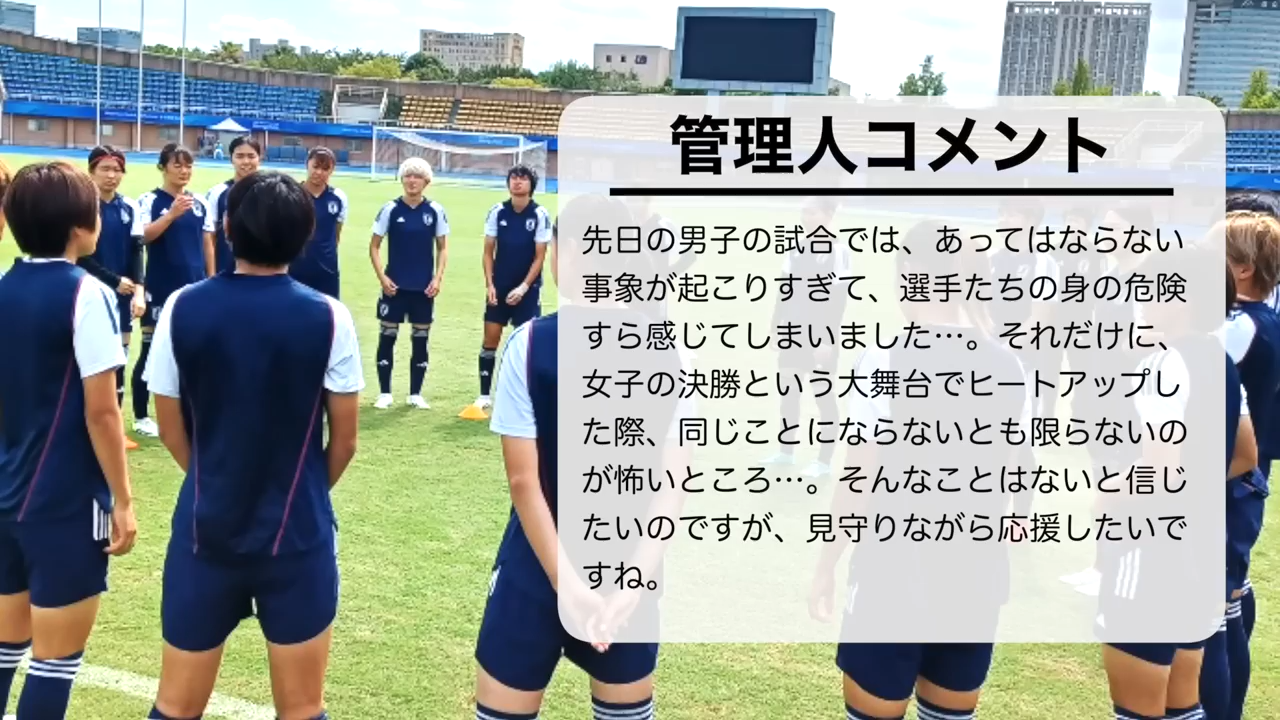 管理人コメント
先日の男子の試合では、あってはならない
事象が起こりすぎて、選手たちの身の危険
すら感じてしまいました…。それだけに、
女子の決勝という大舞台でヒートアップし
た際、同じことにならないとも限らないの
が怖いところ…。そんなことはないと信じ
たいのですが、見守りながら応援したいで
すね。